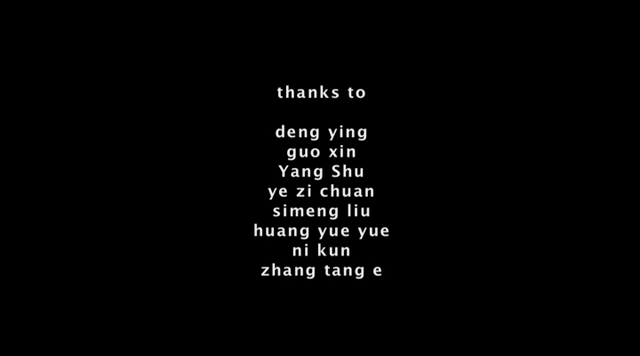 thanks to
deng ying
guo xin
Yang Shu
ye zi chuan
simeng liu
huang yue yue
ni kun
zhang tang e